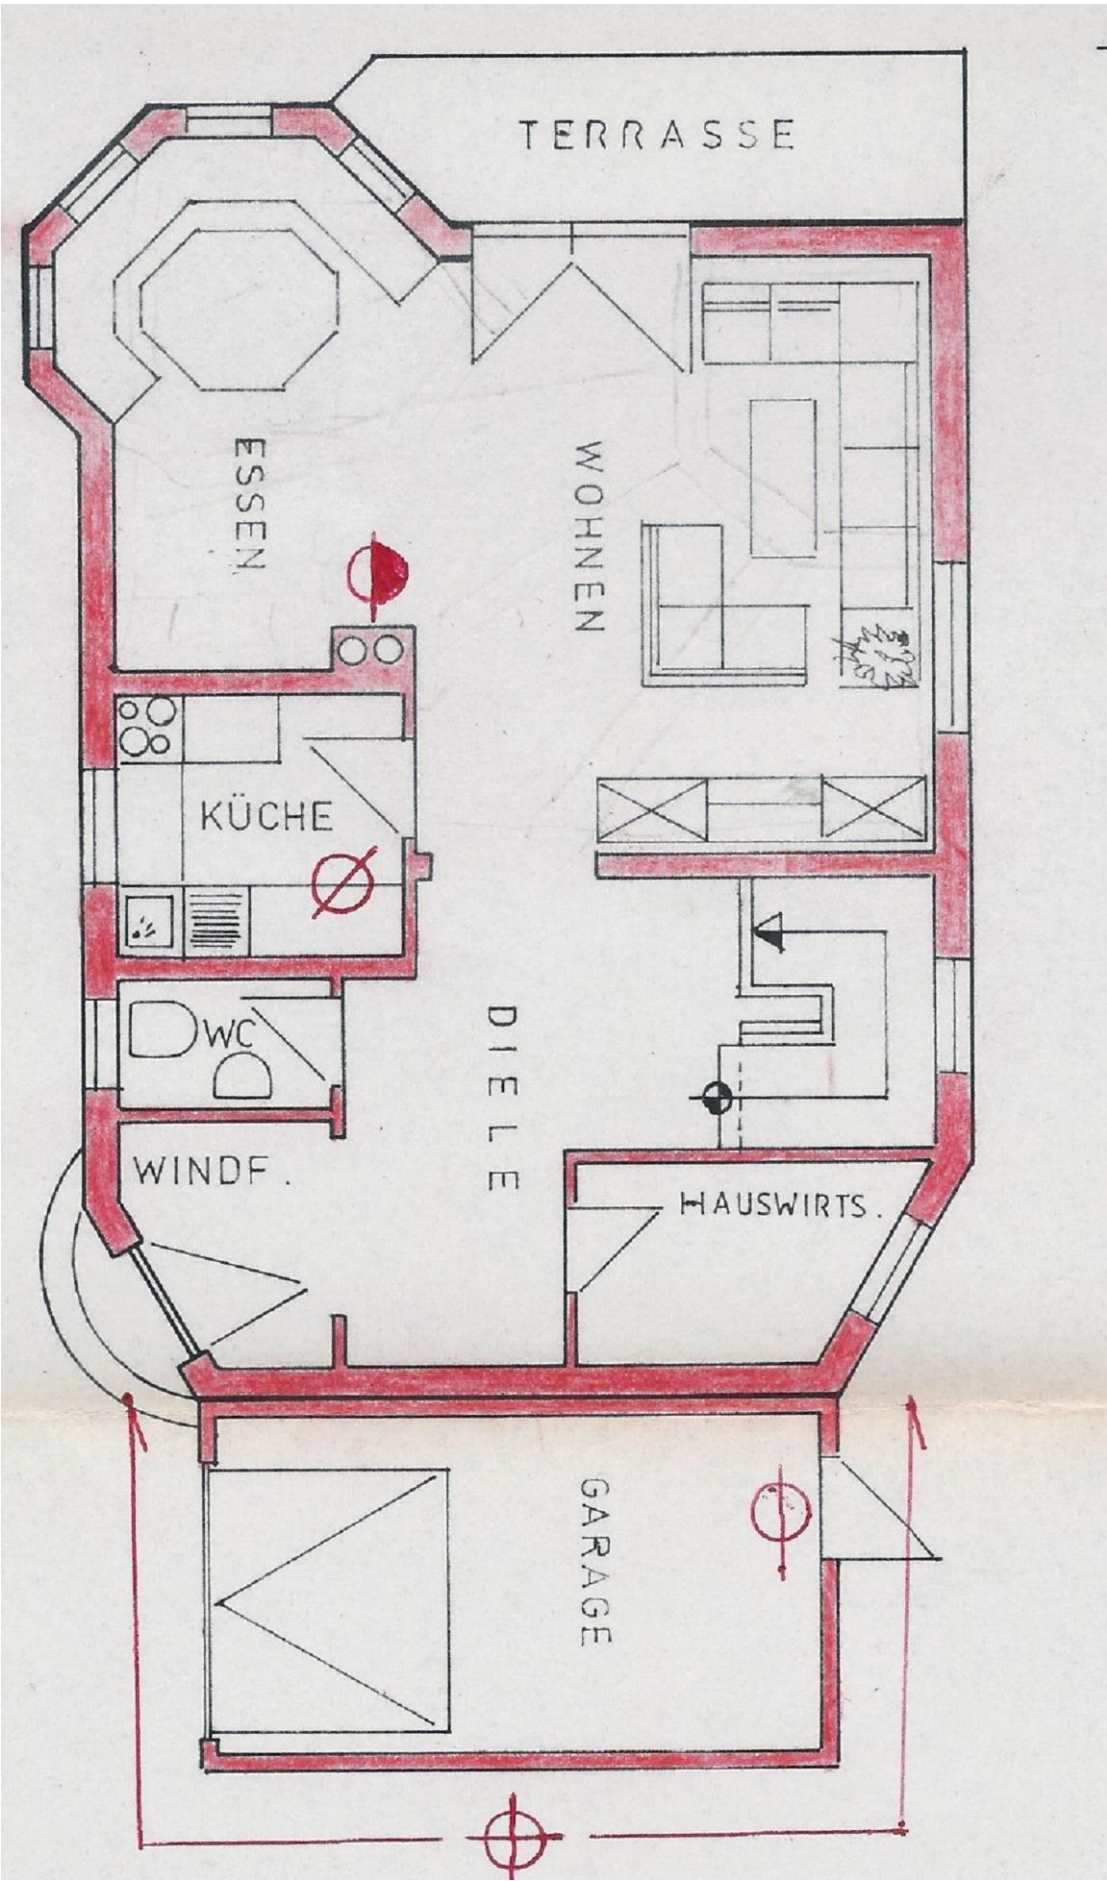 TERRASSE
ESSEN
WOHNEN
KÜCHE
WC
DIELE
WINDF.
HAUSWIRTS.
GARAGE